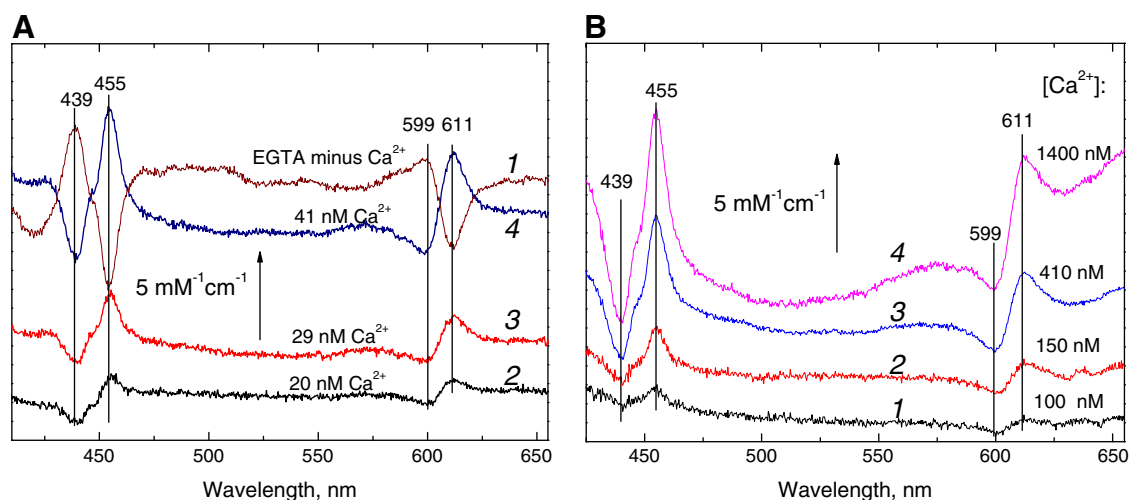 A
439
455
599
611
EGTA minus Ca²⁺
1
41 nM Ca²⁺
4
5 mM⁻¹cm⁻¹
3
29 nM Ca²⁺
20 nM Ca²⁺
2
450 500 550 600 650
Wavelength, nm
B
455
611
[Ca²⁺]:
1400 nM
439
5 mM⁻¹cm⁻¹
599
4
410 nM
3
150 nM
2
1
100 nM
450 500 550 600 650
Wavelength, nm